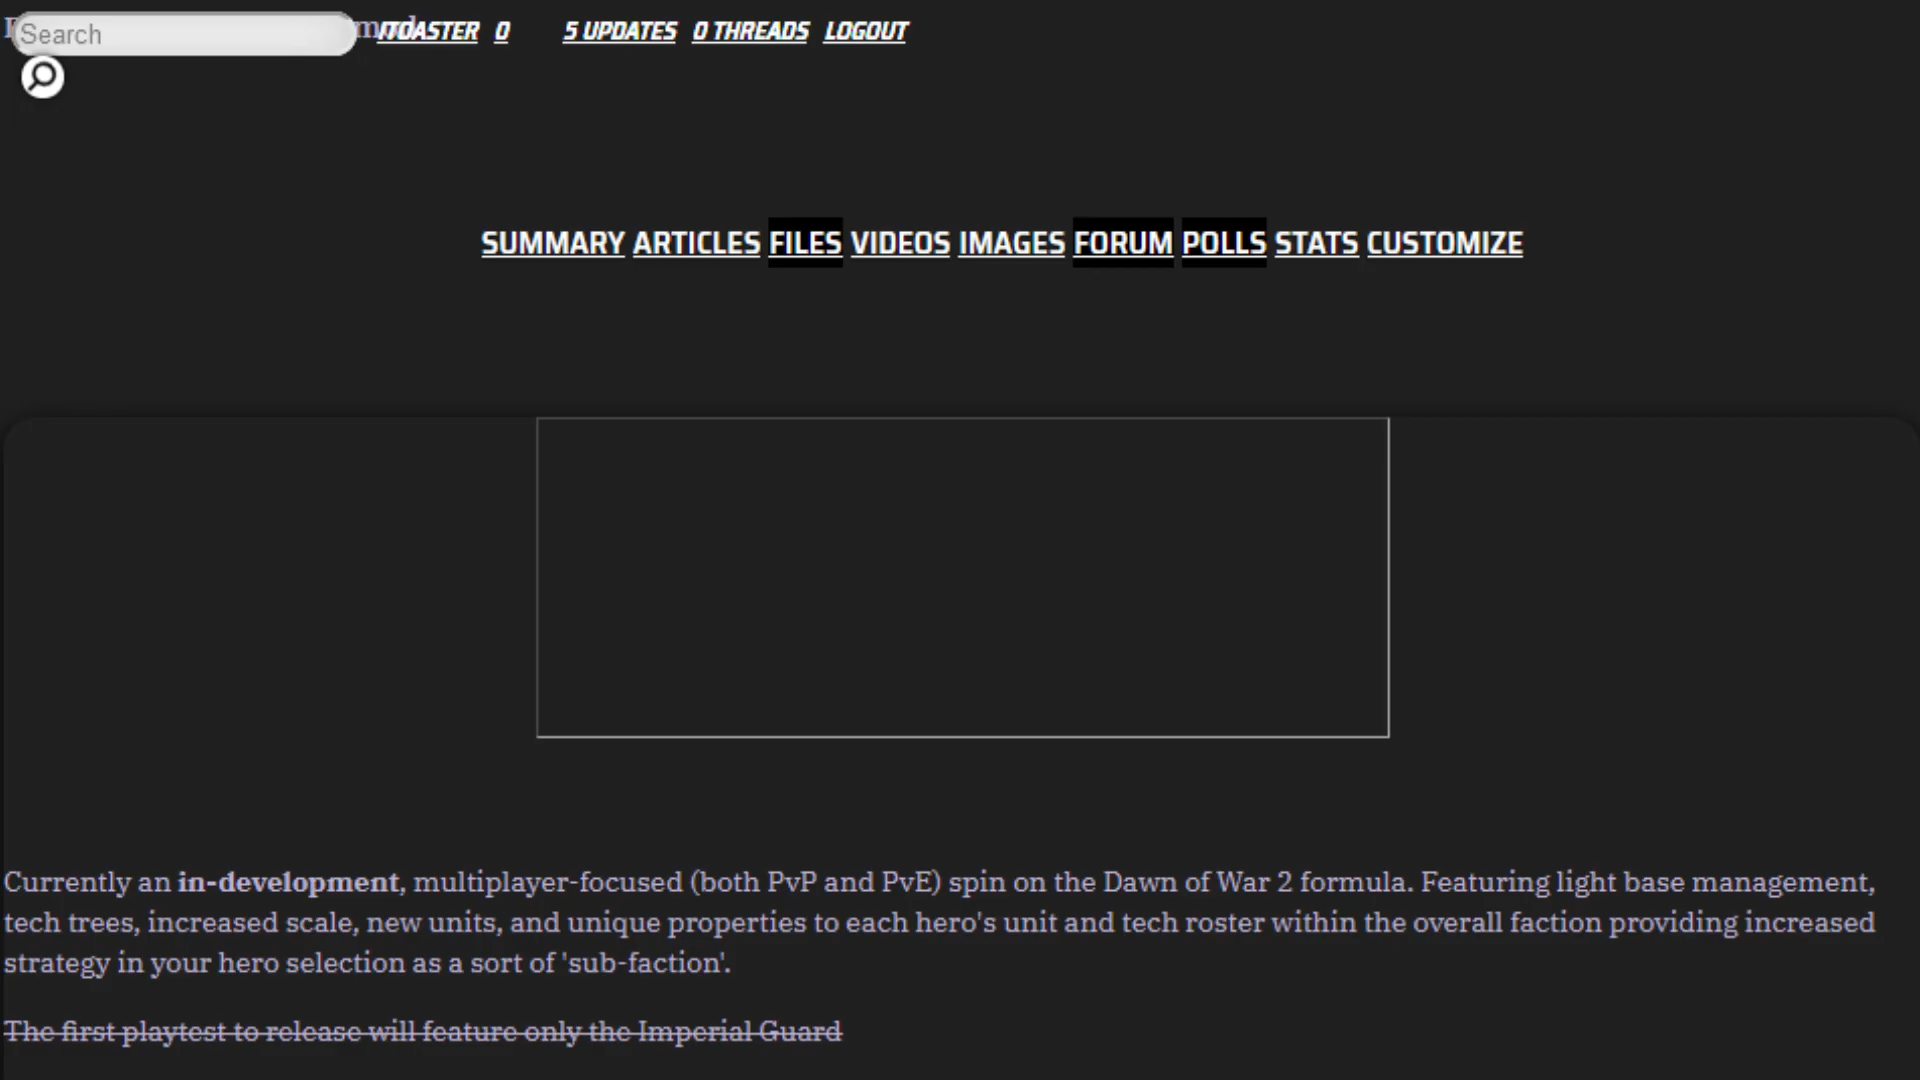 Search
ITOASTER 0 5 UPDATES 0 THREADS LOGOUT
SUMMARY ARTICLES FILES VIDEOS IMAGES FORUM POLLS STATS CUSTOMIZE
Currently an in-development, multiplayer-focused (both PvP and PvE) spin on the Dawn of War 2 formula. Featuring light base management,
tech trees, increased scale, new units, and unique properties to each hero's unit and tech roster within the overall faction providing increased
strategy in your hero selection as a sort of 'sub-faction'.
The first playtest to release will feature only the Imperial Guard